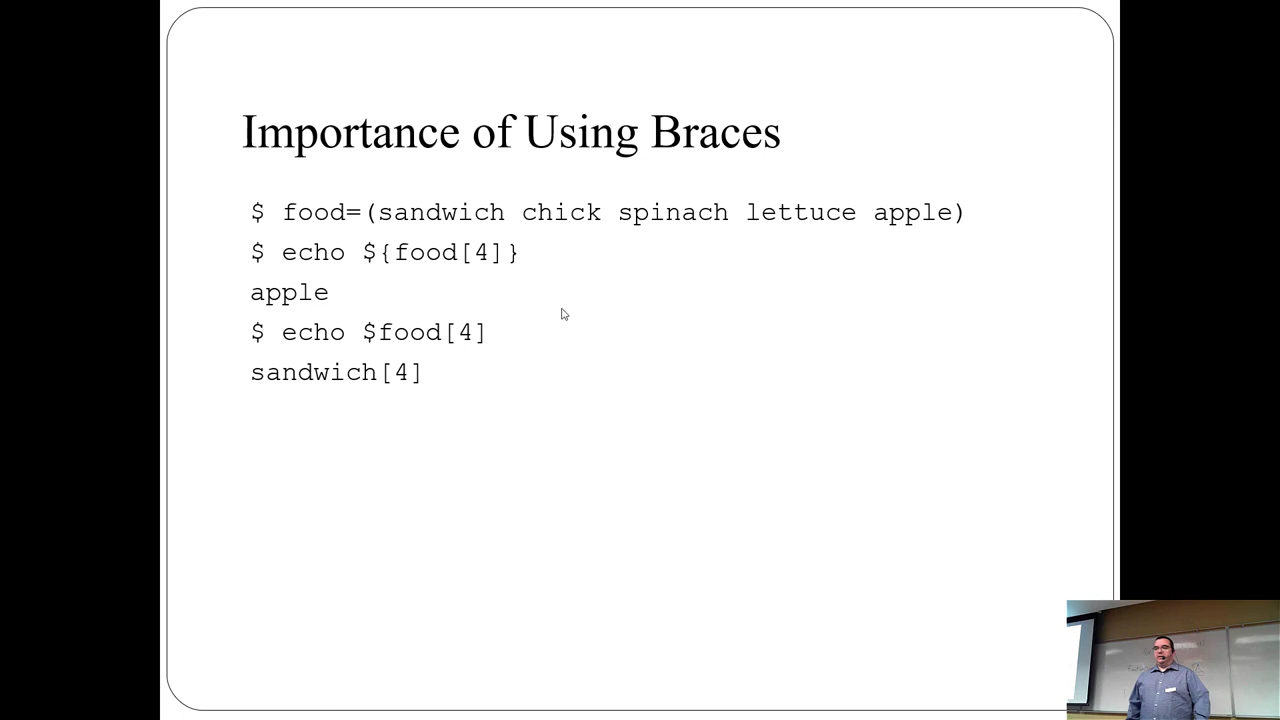 Importance of Using Braces
$ food=(sandwich chick spinach lettuce apple)
$ echo ${food[4]}
apple
$ echo $food[4]
sandwich[4]